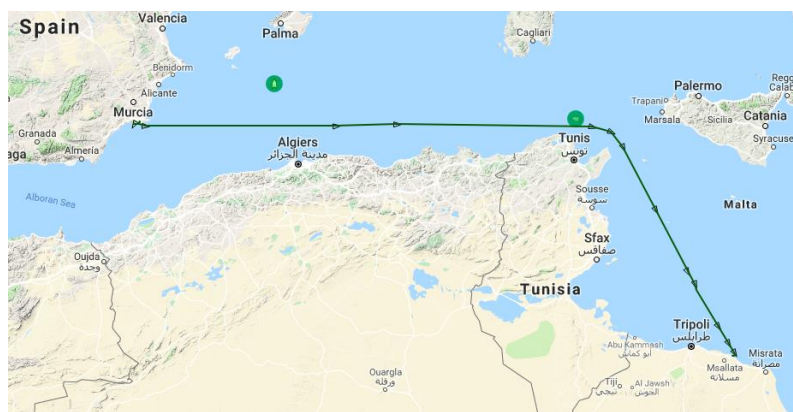 Spain
Valencia
Palma
Cagliari
Benidorm
Alicante
Murcia
Palermo
Trapani
Marsala
Sicilia
Catania
Syracuse
Granada
Almería
Algiers
مدينة الجزائر
Tunis
تونس
Alboran Sea
Sousse
سوسة
Malta
Oujda
وجدة
Sfax
صفاقس
Tunisia
Tripoli
طرابلس
Abu Kammash
أبو كماش
Misrata
مصراتة
Msallata
مسلاتة
Ouargla
ورقلة
Tiji
تيجي
Al Jawsh
الجوش